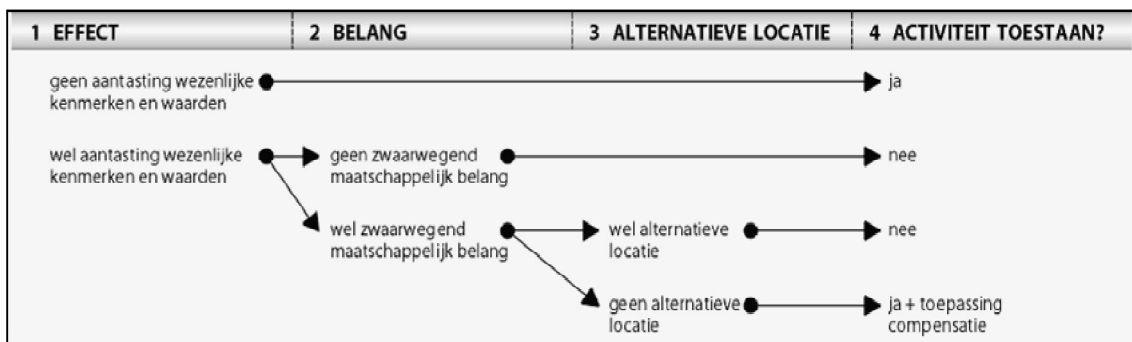 1 EFFECT 2 BELANG 3 ALTERNATIEVE LOCATIE 4 ACTIVITEIT TOESTAAN?
geen aantasting wezenlijke
kenmerken en waarden
ja
wel aantasting wezenlijke
kenmerken en waarden
geen zwaarwegend
maatschappelijk belang
nee
wel zwaarwegend
maatschappelijk belang
wel alternatieve
locatie
nee
geen alternatieve
locatie
ja + toepassing
compensatie